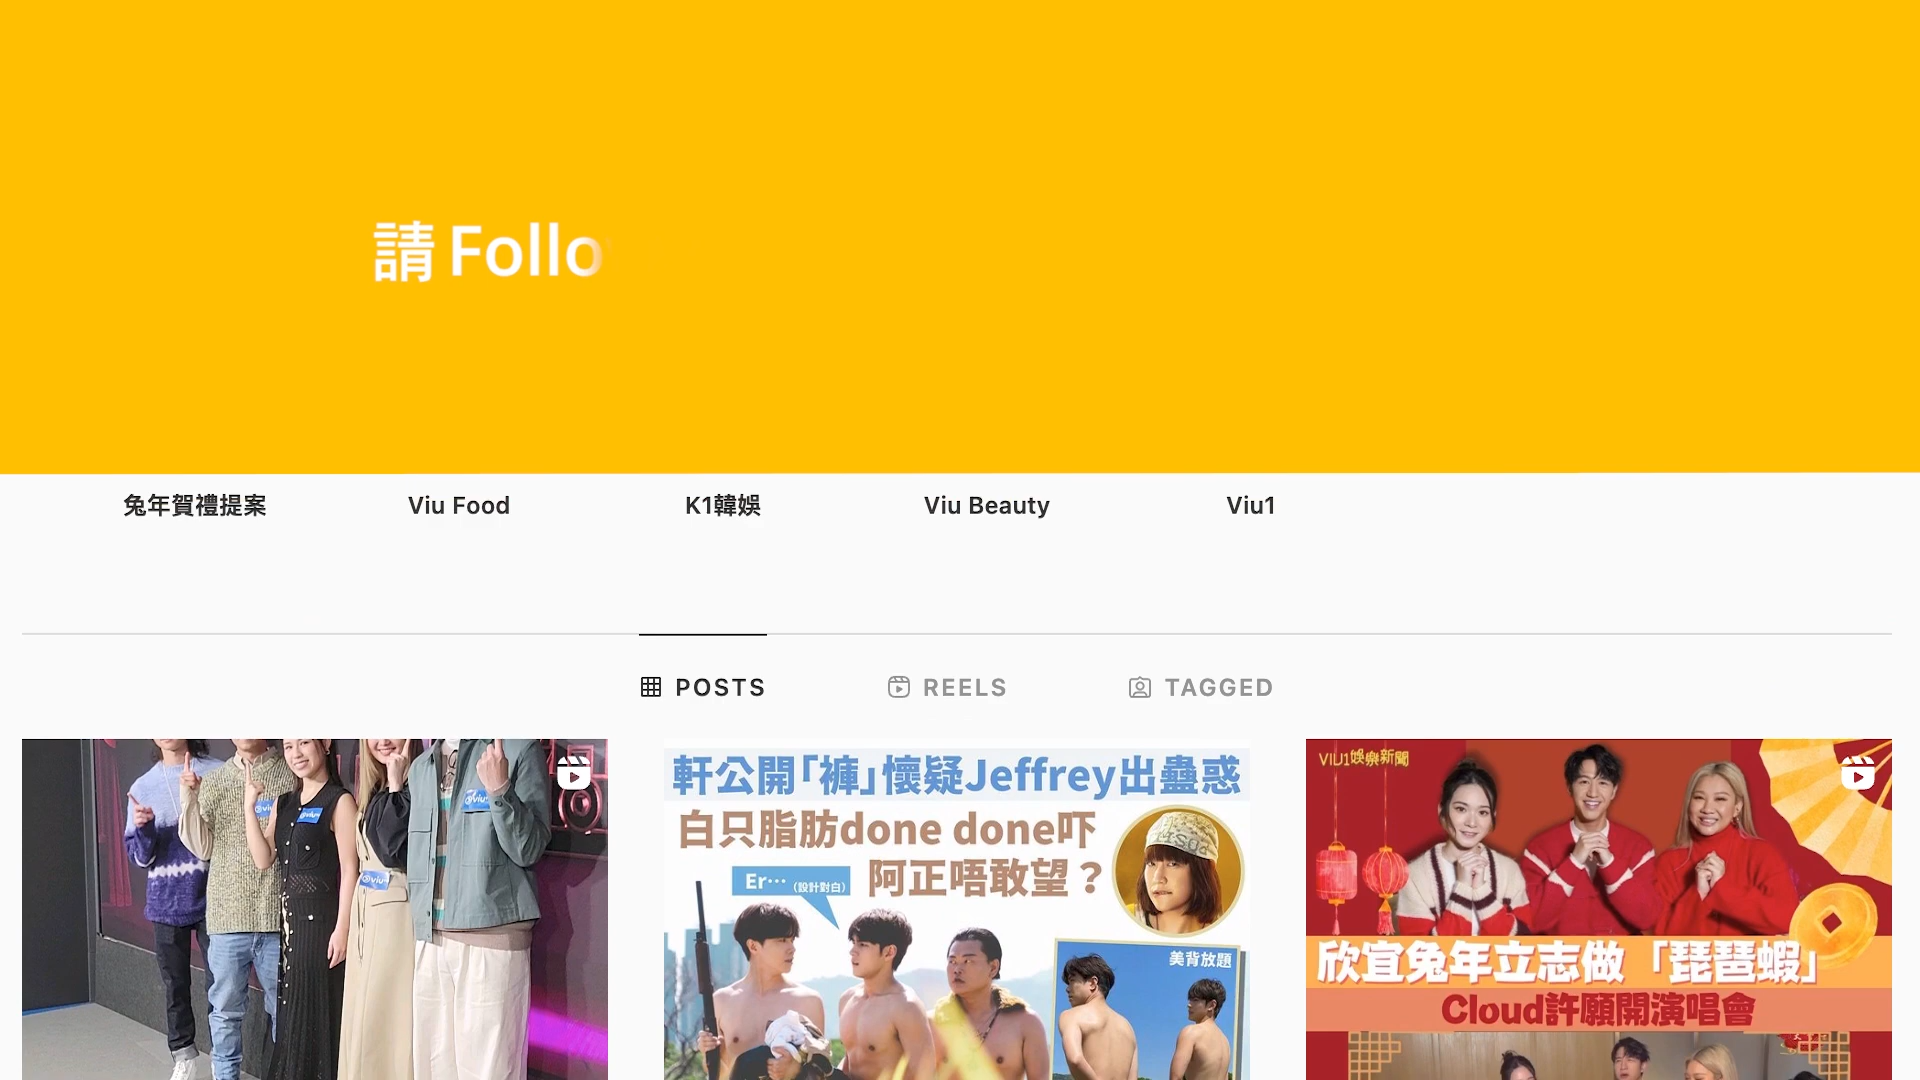 請 Follo
兔年賀禮提案
Viu Food
K1韓娛
Viu Beauty
Viu1
POSTS
REELS
TAGGED
viu
viu
viu
軒公開「褲」懷疑Jeffrey出蠱惑
白只脂肪done done吓
阿正唔敢望？
Er… (設計對白)
美背放題
VIU1娛樂新聞
欣宜兔年立志做「琵琶蝦」
Cloud許願開演唱會